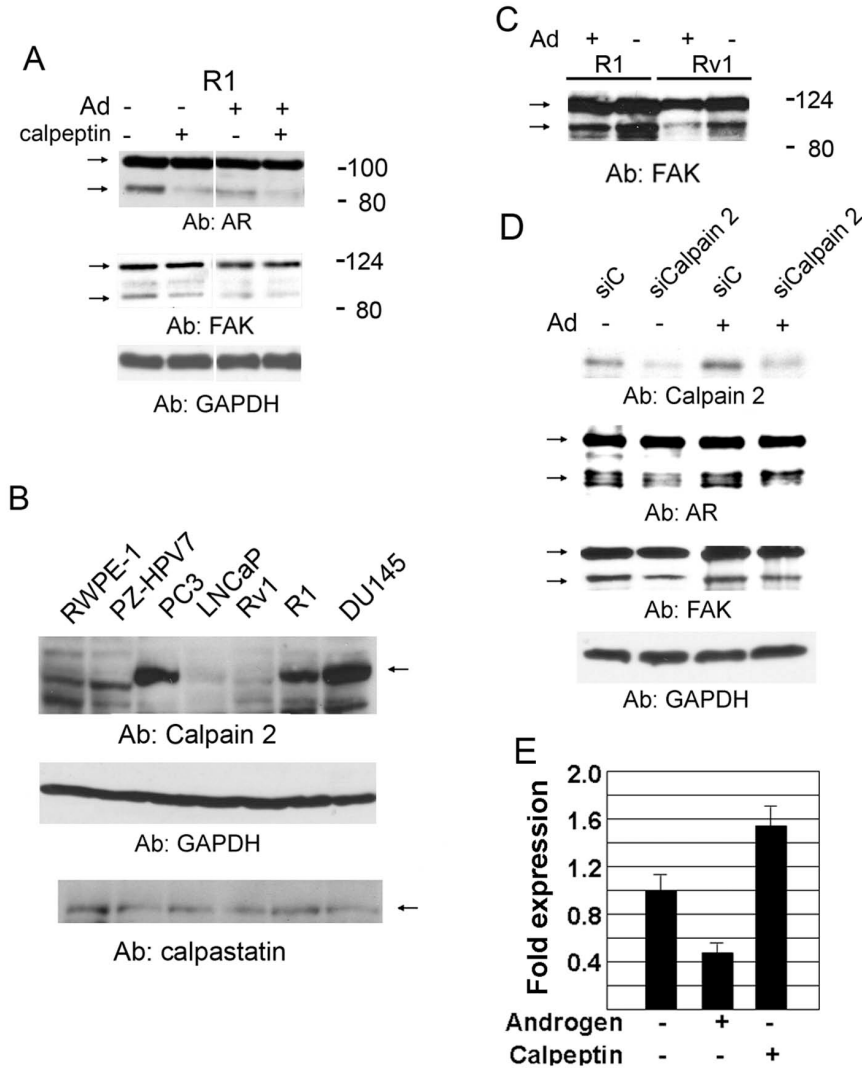 A
R1
Ad - - + +
calpeptin - + - +
-100
- 80
Ab: AR
-124
- 80
Ab: FAK
Ab: GAPDH
B
RWPE-1 PZ-HPV7 PC3 LNCaP Rv1 R1 DU145
Ab: Calpain 2
Ab: GAPDH
Ab: calpastatin
C
Ad + - + -
R1 Rv1
-124
- 80
Ab: FAK
D
siC siCalpain 2 siC siCalpain 2
Ad - - + +
Ab: Calpain 2
Ab: AR
Ab: FAK
Ab: GAPDH
E
Fold expression
2.0
1.6
1.2
0.8
0.4
Androgen - + -
Calpeptin - - +